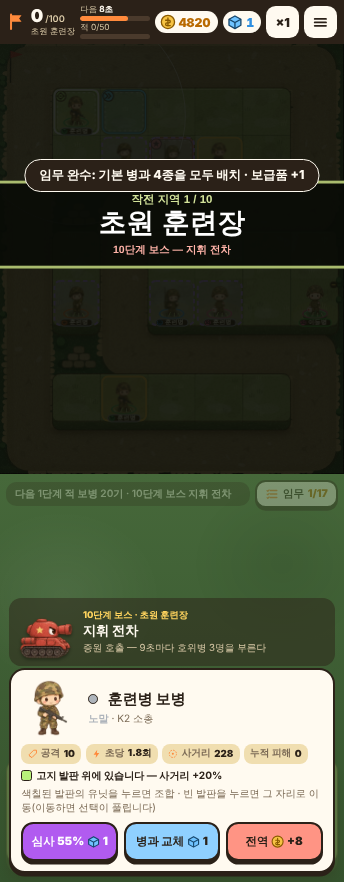 0 /100
초원 훈련장
다음 8초
적 0/50
4820
1
×1
임무 완수: 기본 병과 4종을 모두 배치 · 보급품 +1
작전 지역 1 / 10
초원 훈련장
10단계 보스 — 지휘 전차
다음 1단계 적 보병 20기 · 10단계 보스 지휘 전차
임무 1/17
10단계 보스 · 초원 훈련장
지휘 전차
증원 호출 — 9초마다 호위병 3명을 부른다
훈련병 보병
노말 · K2 소총
공격 10
초당 1.8회
사거리 228
누적 피해 0
고지 발판 위에 있습니다 — 사거리 +20%
색칠된 발판의 유닛을 누르면 조합 · 빈 발판을 누르면 그 자리로 이
동(이동하면 선택이 풀립니다)
심사 55% 1
병과 교체 1
전역 +8